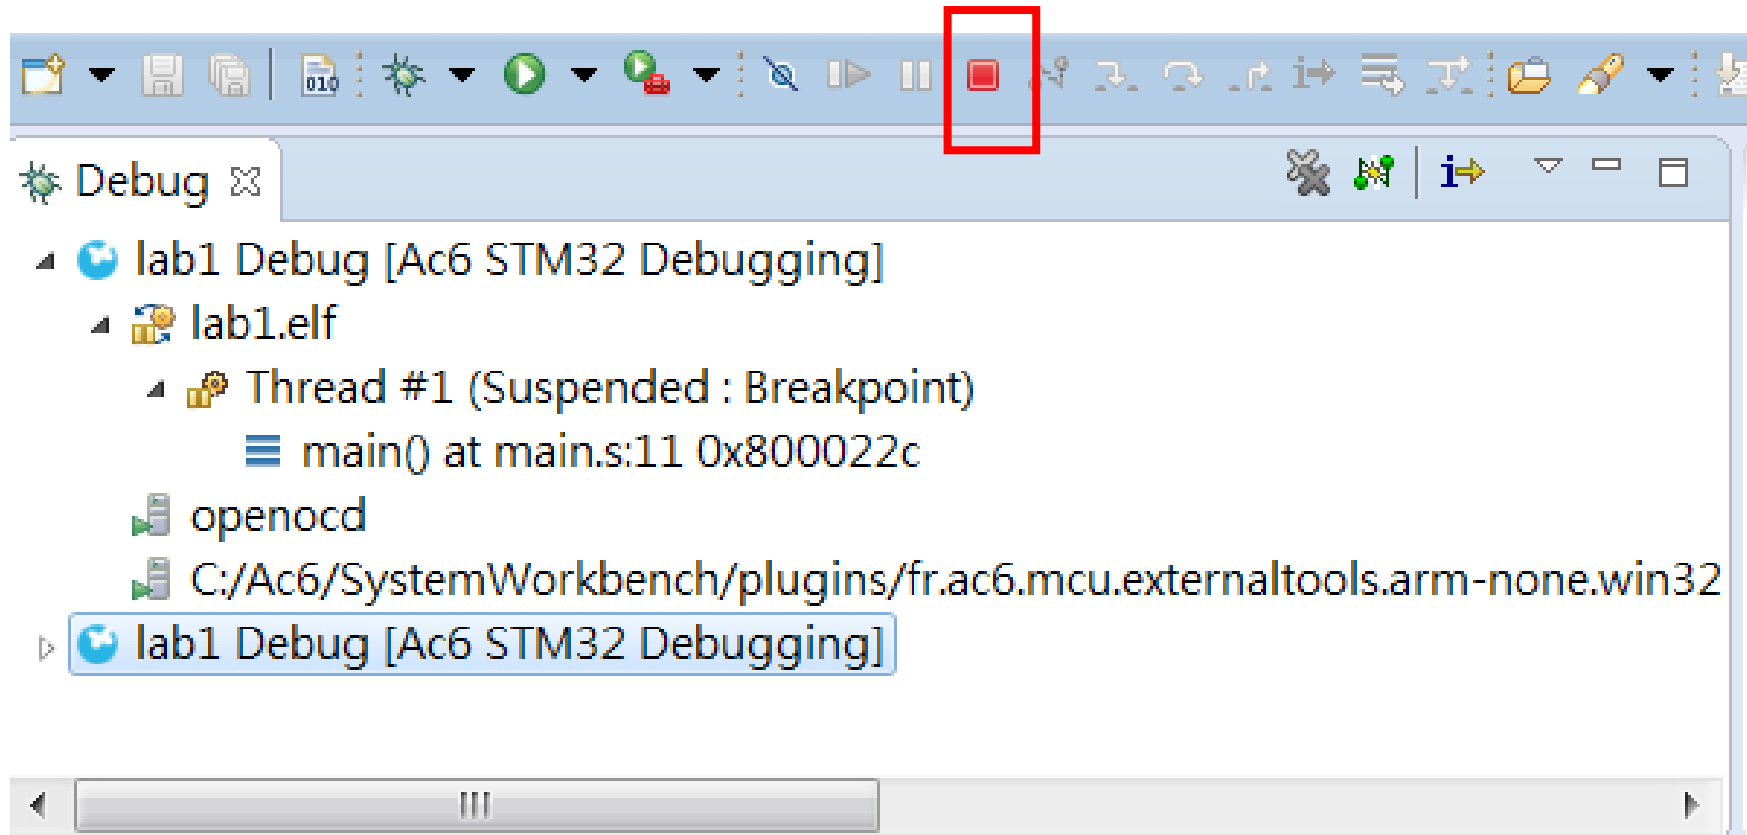 010
Debug
lab1 Debug [Ac6 STM32 Debugging]
lab1.elf
Thread #1 (Suspended : Breakpoint)
main() at main.s:11 0x800022c
openocd
C:/Ac6/SystemWorkbench/plugins/fr.ac6.mcu.externaltools.arm-none.win32
lab1 Debug [Ac6 STM32 Debugging]